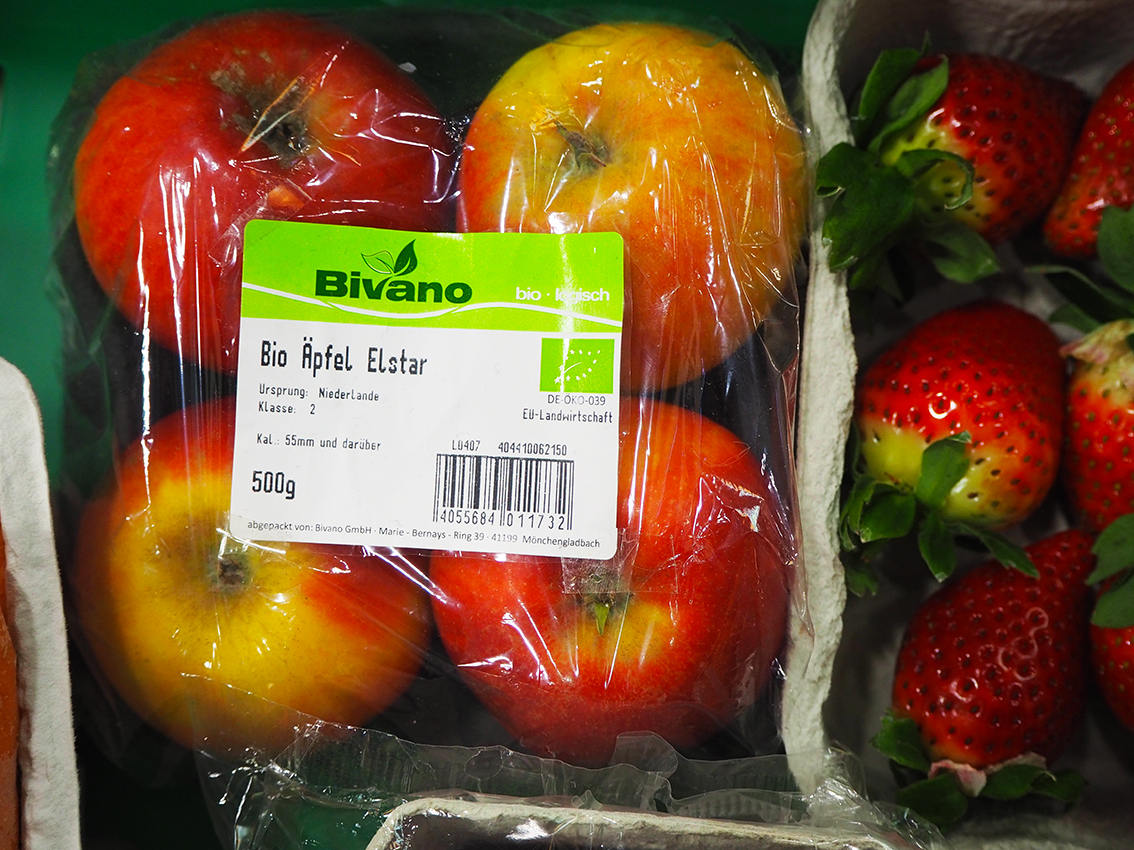 Bivano
bio · logisch
Bio Äpfel Elstar
Ursprung: Niederlande
Klasse: 2
DE-ÖKO-039
EU-Landwirtschaft
Kal.: 55mm und darüber
L0407 404410062150
500g
4055684 011732
abgepackt von: Bivano GmbH · Marie - Bernays - Ring 39 · 41199 Mönchengladbach